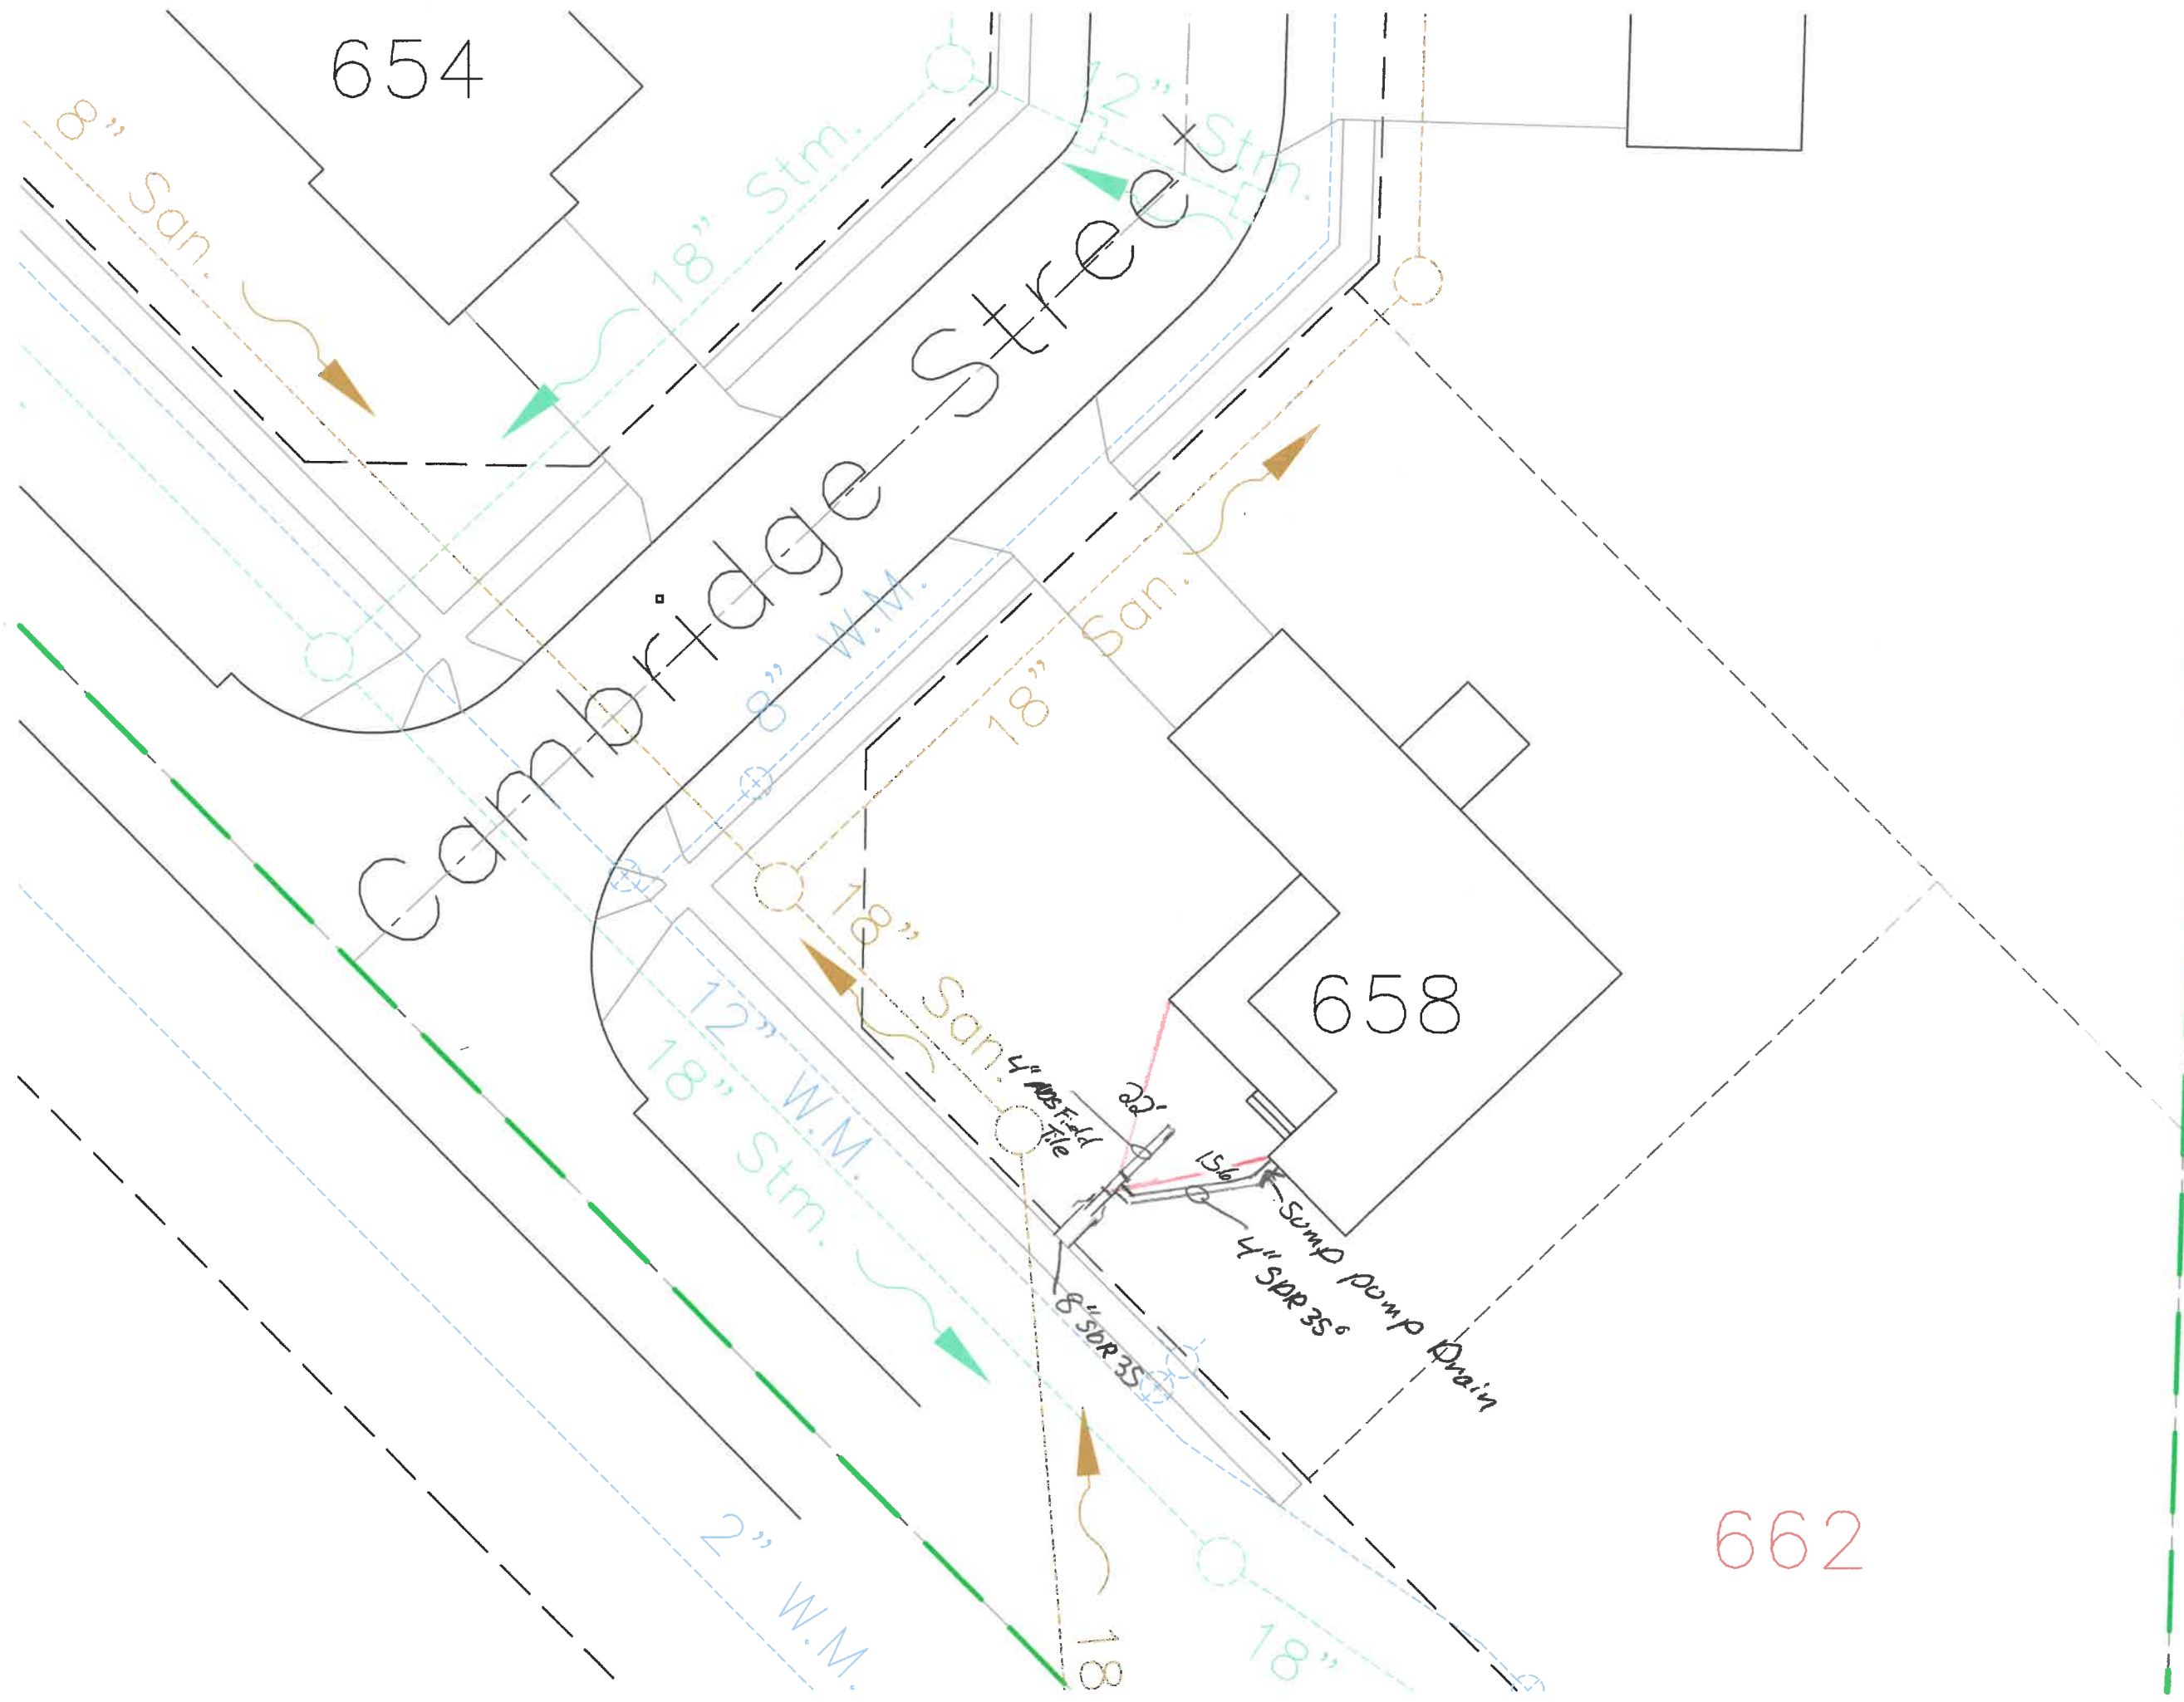 654
8" San.
18" Stm.
12" Stm.
Cambridge Street
8" W.M.
18" San.
18" San.
12" W.M.
18" Stm.
658
4" ADS Field
Tile
22'
15'6
Sump pump Drain
4" SDR 35
8" SDR 35
2" W.M.
18
18"
662